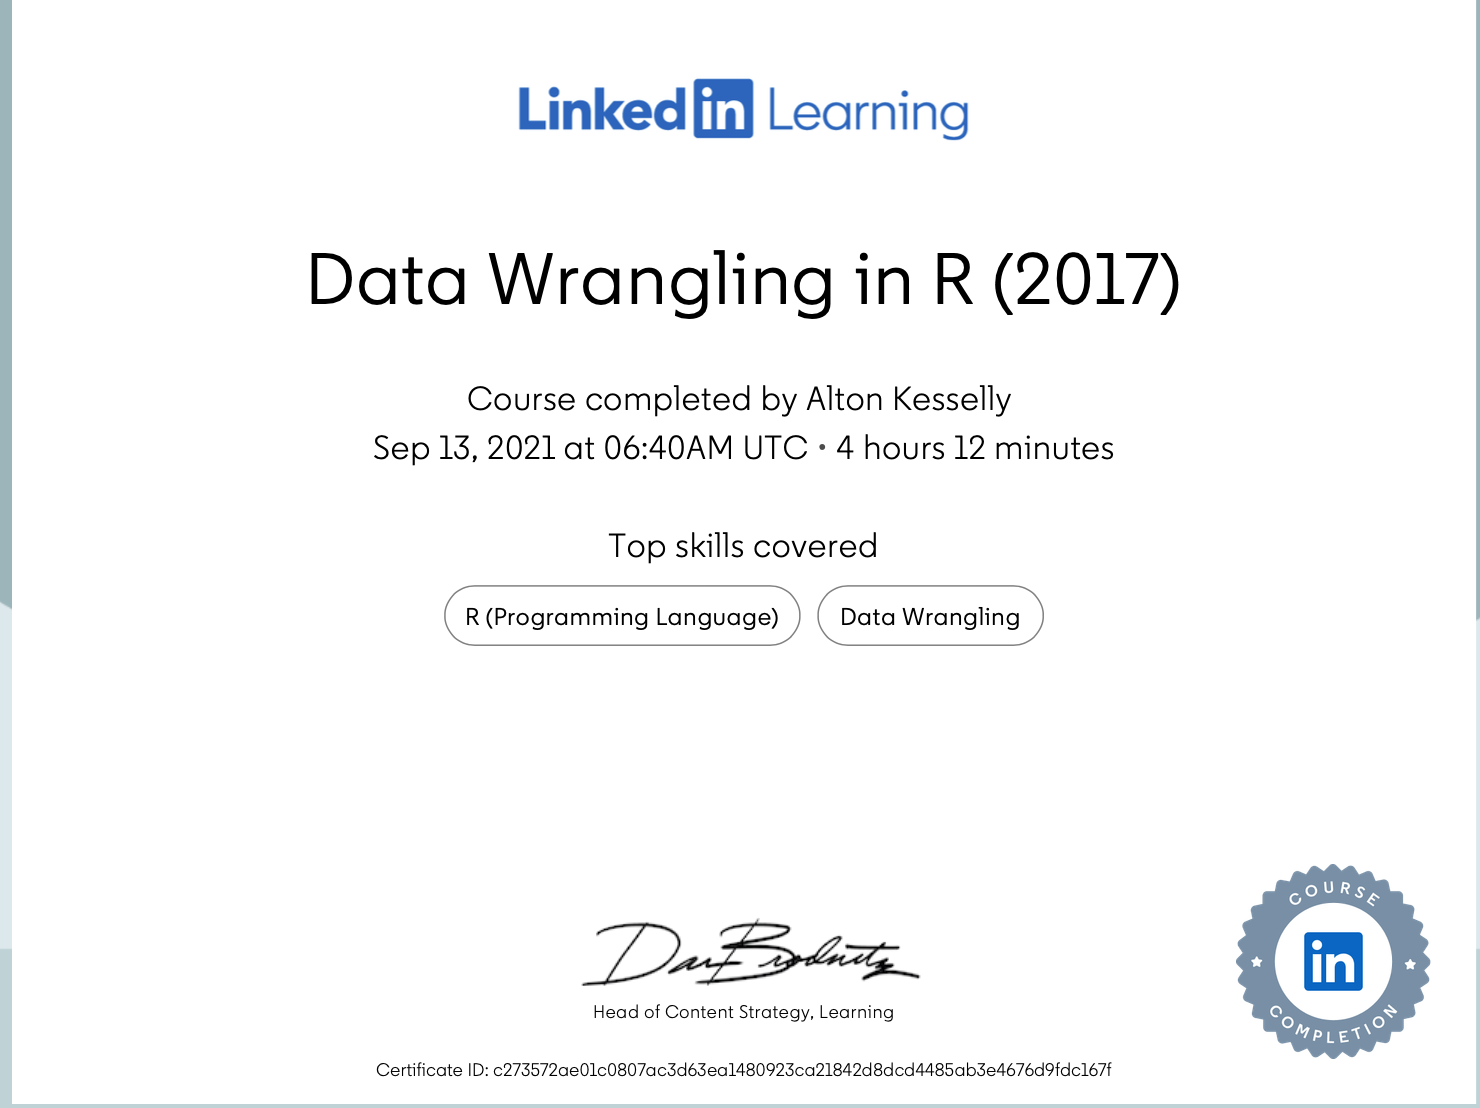 Linkedin Learning
Data Wrangling in R (2017)
Course completed by Alton Kesselly
Sep 13, 2021 at 06:40AM UTC • 4 hours 12 minutes
Top skills covered
R (Programming Language) Data Wrangling
Dan Brodnitz
Head of Content Strategy, Learning
Certificate ID: c273572ae01c0807ac3d63ea1480923ca21842d8dcd4485ab3e4676d9fdc167f
COURSE
in
COMPLETION